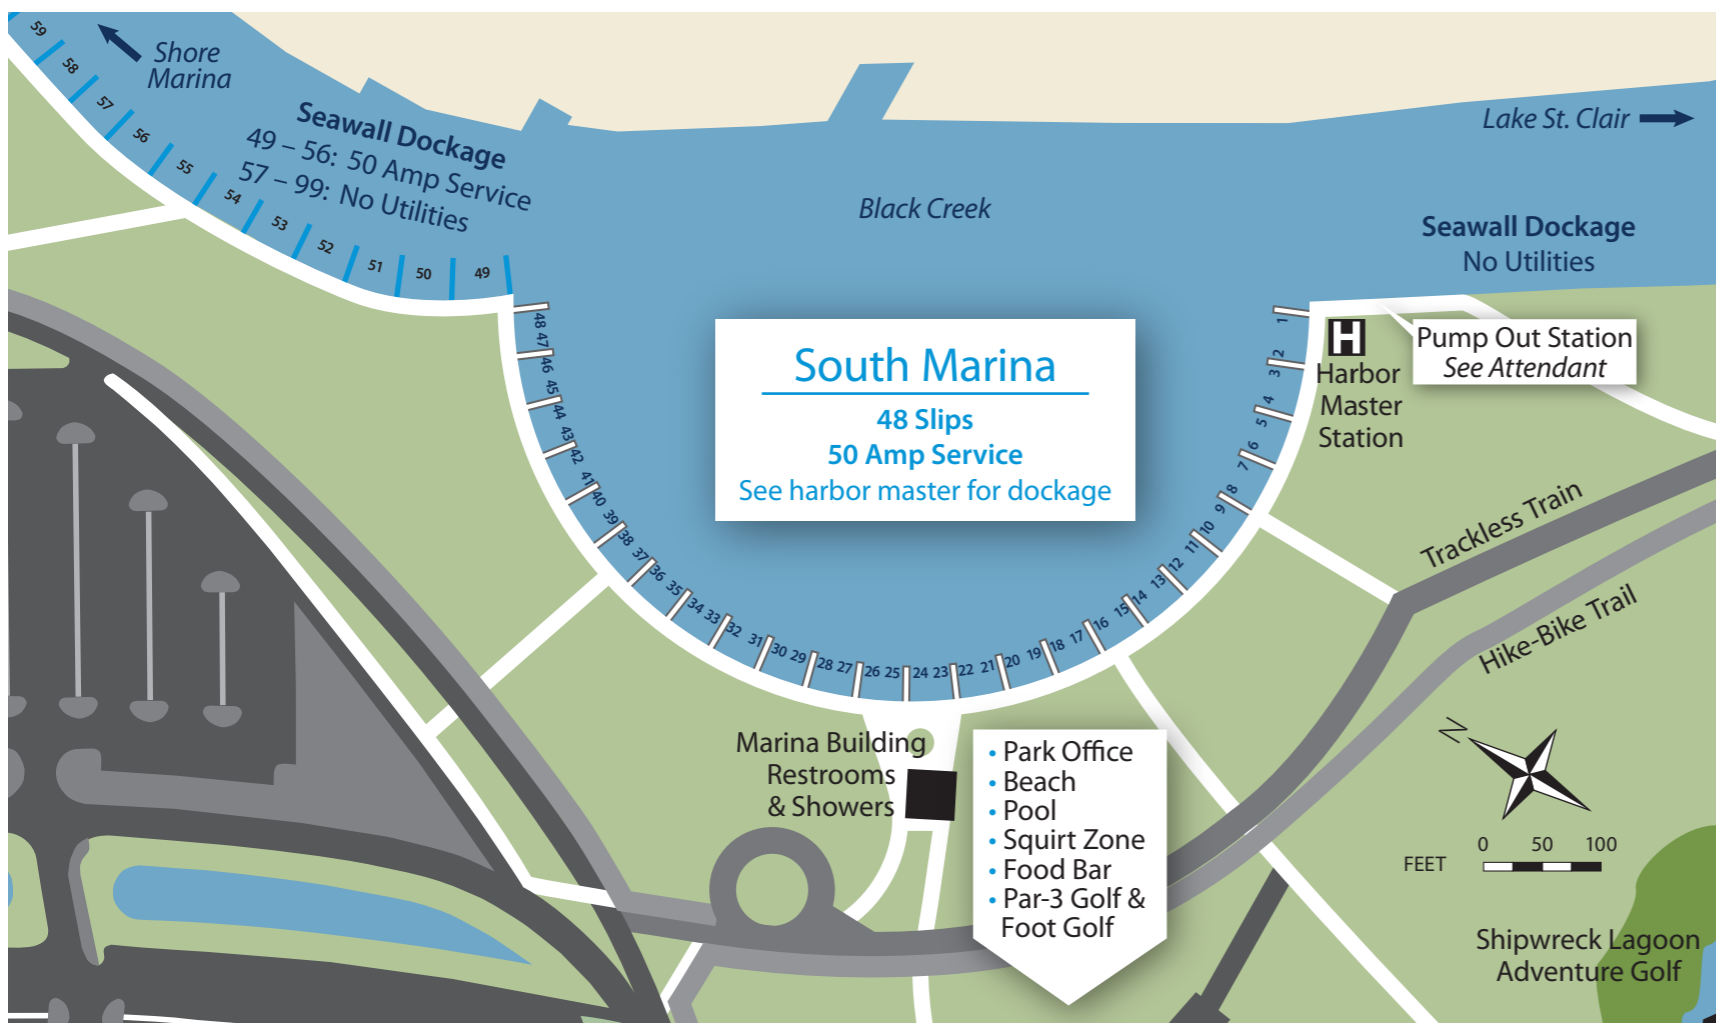 Shore
Marina
Seawall Dockage
49 – 56: 50 Amp Service
57 – 99: No Utilities
59
58
57
56
55
54
53
52
51
50
49
Black Creek
Lake St. Clair
Seawall Dockage
No Utilities
South Marina
48 Slips
50 Amp Service
See harbor master for dockage
H
Harbor
Master
Station
Pump Out Station
See Attendant
1
2
3
4
5
6
7
8
9
10
11
12
13
14
15
16
17
18
19
20
21
22
23
24
25
26
27
28
29
30
31
32
33
34
35
36
37
38
39
40
41
42
43
44
45
46
47
48
Trackless Train
Hike-Bike Trail
Marina Building
Restrooms
& Showers
• Park Office
• Beach
• Pool
• Squirt Zone
• Food Bar
• Par-3 Golf &
Foot Golf
N
0 50 100
FEET
Shipwreck Lagoon
Adventure Golf